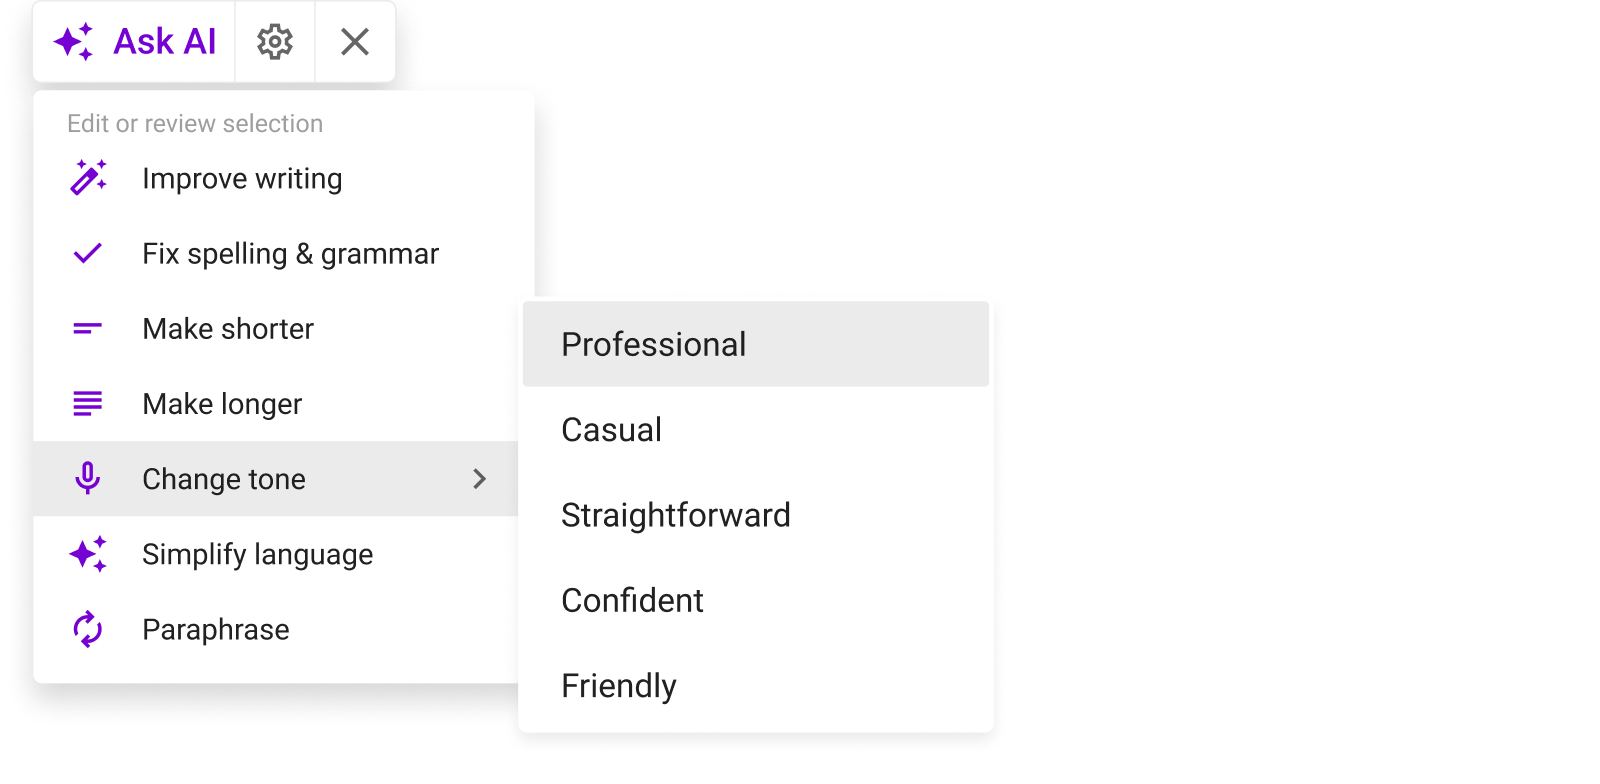 Ask AI
Edit or review selection
Improve writing
Fix spelling & grammar
Make shorter
Make longer
Change tone
Simplify language
Paraphrase
Professional
Casual
Straightforward
Confident
Friendly